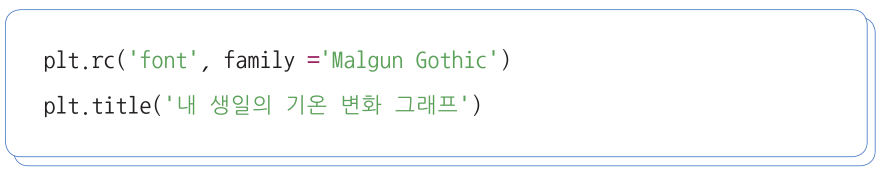 plt.rc('font', family ='Malgun Gothic')
plt.title('내 생일의 기온 변화 그래프')